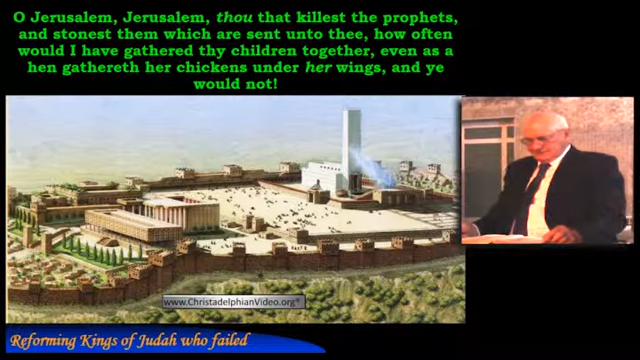 O Jerusalem, Jerusalem, thou that killest the prophets,
and stonest them which are sent unto thee, how often
would I have gathered thy children together, even as a
hen gathereth her chickens under her wings, and ye
would not!
www.ChristadelphianVideo.org®
Reforming Kings of Judah who failed